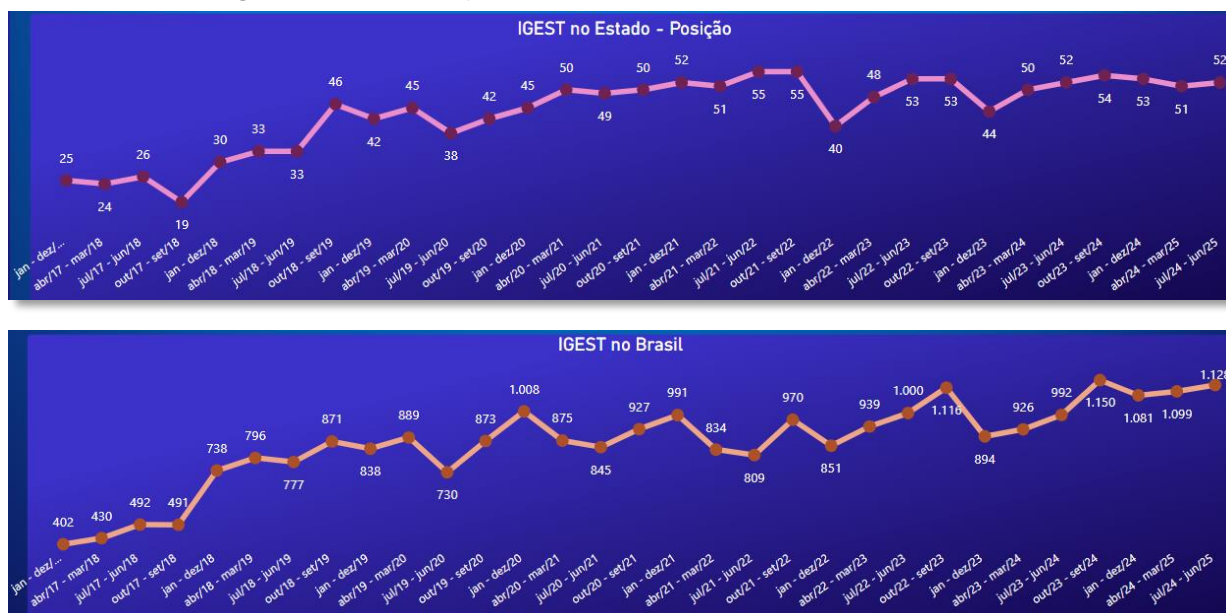 IGEST no Estado - Posição
25
24
26
19
30
33
33
46
42
45
38
42
45
50
49
50
52
51
55
55
40
48
53
53
44
50
52
54
53
51
52
jan - dez/...
abr/17 - mar/18
jul/17 - jun/18
out/17 - set/18
jan - dez/18
abr/18 - mar/19
jul/18 - jun/19
out/18 - set/19
jan - dez/19
abr/19 - mar/20
jul/19 - jun/20
out/19 - set/20
jan - dez/20
abr/20 - mar/21
jul/20 - jun/21
out/20 - set/21
jan - dez/21
abr/21 - mar/22
jul/21 - jun/22
out/21 - set/22
jan - dez/22
abr/22 - mar/23
jul/22 - jun/23
out/22 - set/23
jan - dez/23
abr/23 - mar/24
jul/23 - jun/24
out/23 - set/24
jan - dez/24
abr/24 - mar/25
jul/24 - jun/25
IGEST no Brasil
402
430
492
491
738
796
777
871
838
889
730
873
1.008
875
845
927
991
834
809
970
851
939
1.000
1.116
894
926
992
1.150
1.081
1.099
1.128
jan - dez/...
abr/17 - mar/18
jul/17 - jun/18
out/17 - set/18
jan - dez/18
abr/18 - mar/19
jul/18 - jun/19
out/18 - set/19
jan - dez/19
abr/19 - mar/20
jul/19 - jun/20
out/19 - set/20
jan - dez/20
abr/20 - mar/21
jul/20 - jun/21
out/20 - set/21
jan - dez/21
abr/21 - mar/22
jul/21 - jun/22
out/21 - set/22
jan - dez/22
abr/22 - mar/23
jul/22 - jun/23
out/22 - set/23
jan - dez/23
abr/23 - mar/24
jul/23 - jun/24
out/23 - set/24
jan - dez/24
abr/24 - mar/25
jul/24 - jun/25